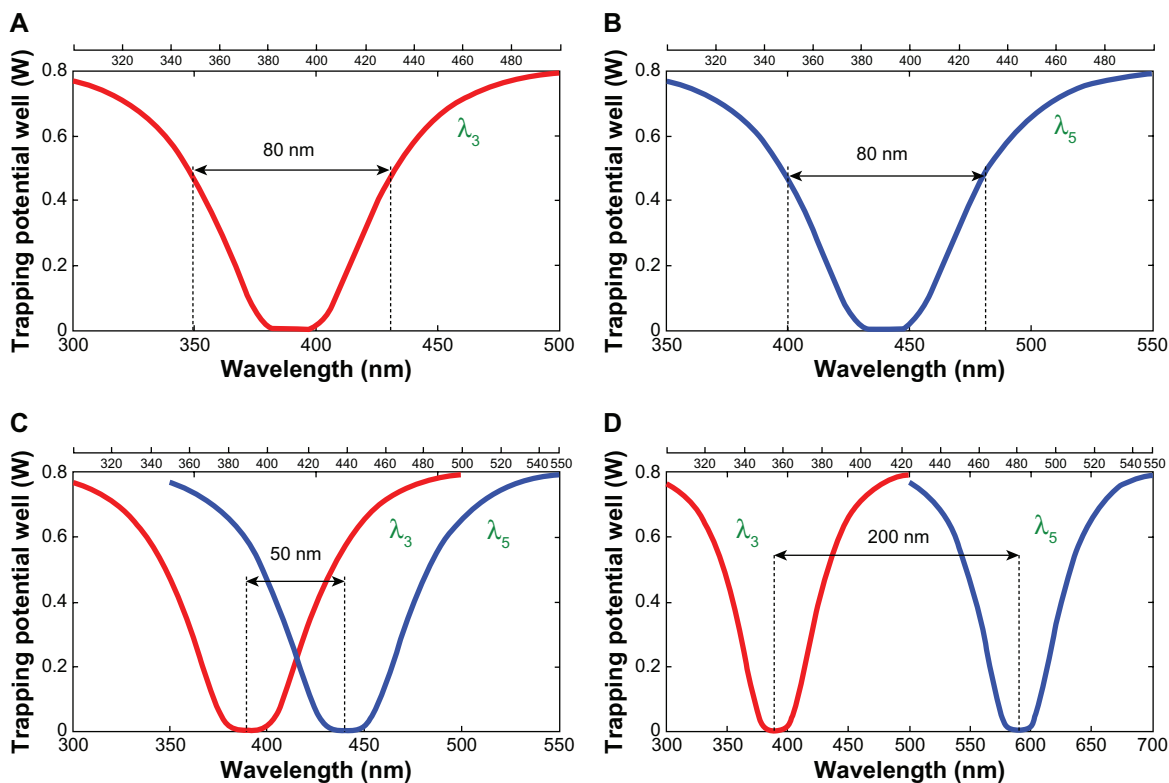 A
320 340 360 380 400 420 440 460 480
Trapping potential well (W)
0.8
0.6
0.4
0.2
0
80 nm
λ3
300 350 400 450 500
Wavelength (nm)
B
320 340 360 380 400 420 440 460 480
Trapping potential well (W)
0.8
0.6
0.4
0.2
0
80 nm
λ5
350 400 450 500 550
Wavelength (nm)
C
320 340 360 380 400 420 440 460 480 500 520 540 550
Trapping potential well (W)
0.8
0.6
0.4
0.2
0
50 nm
λ3
λ5
300 350 400 450 500 550
Wavelength (nm)
D
320 340 360 380 400 420 440 460 480 500 520 540 550
Trapping potential well (W)
0.8
0.6
0.4
0.2
0
200 nm
λ3
λ5
300 350 400 450 500 550 590 650 700
Wavelength (nm)